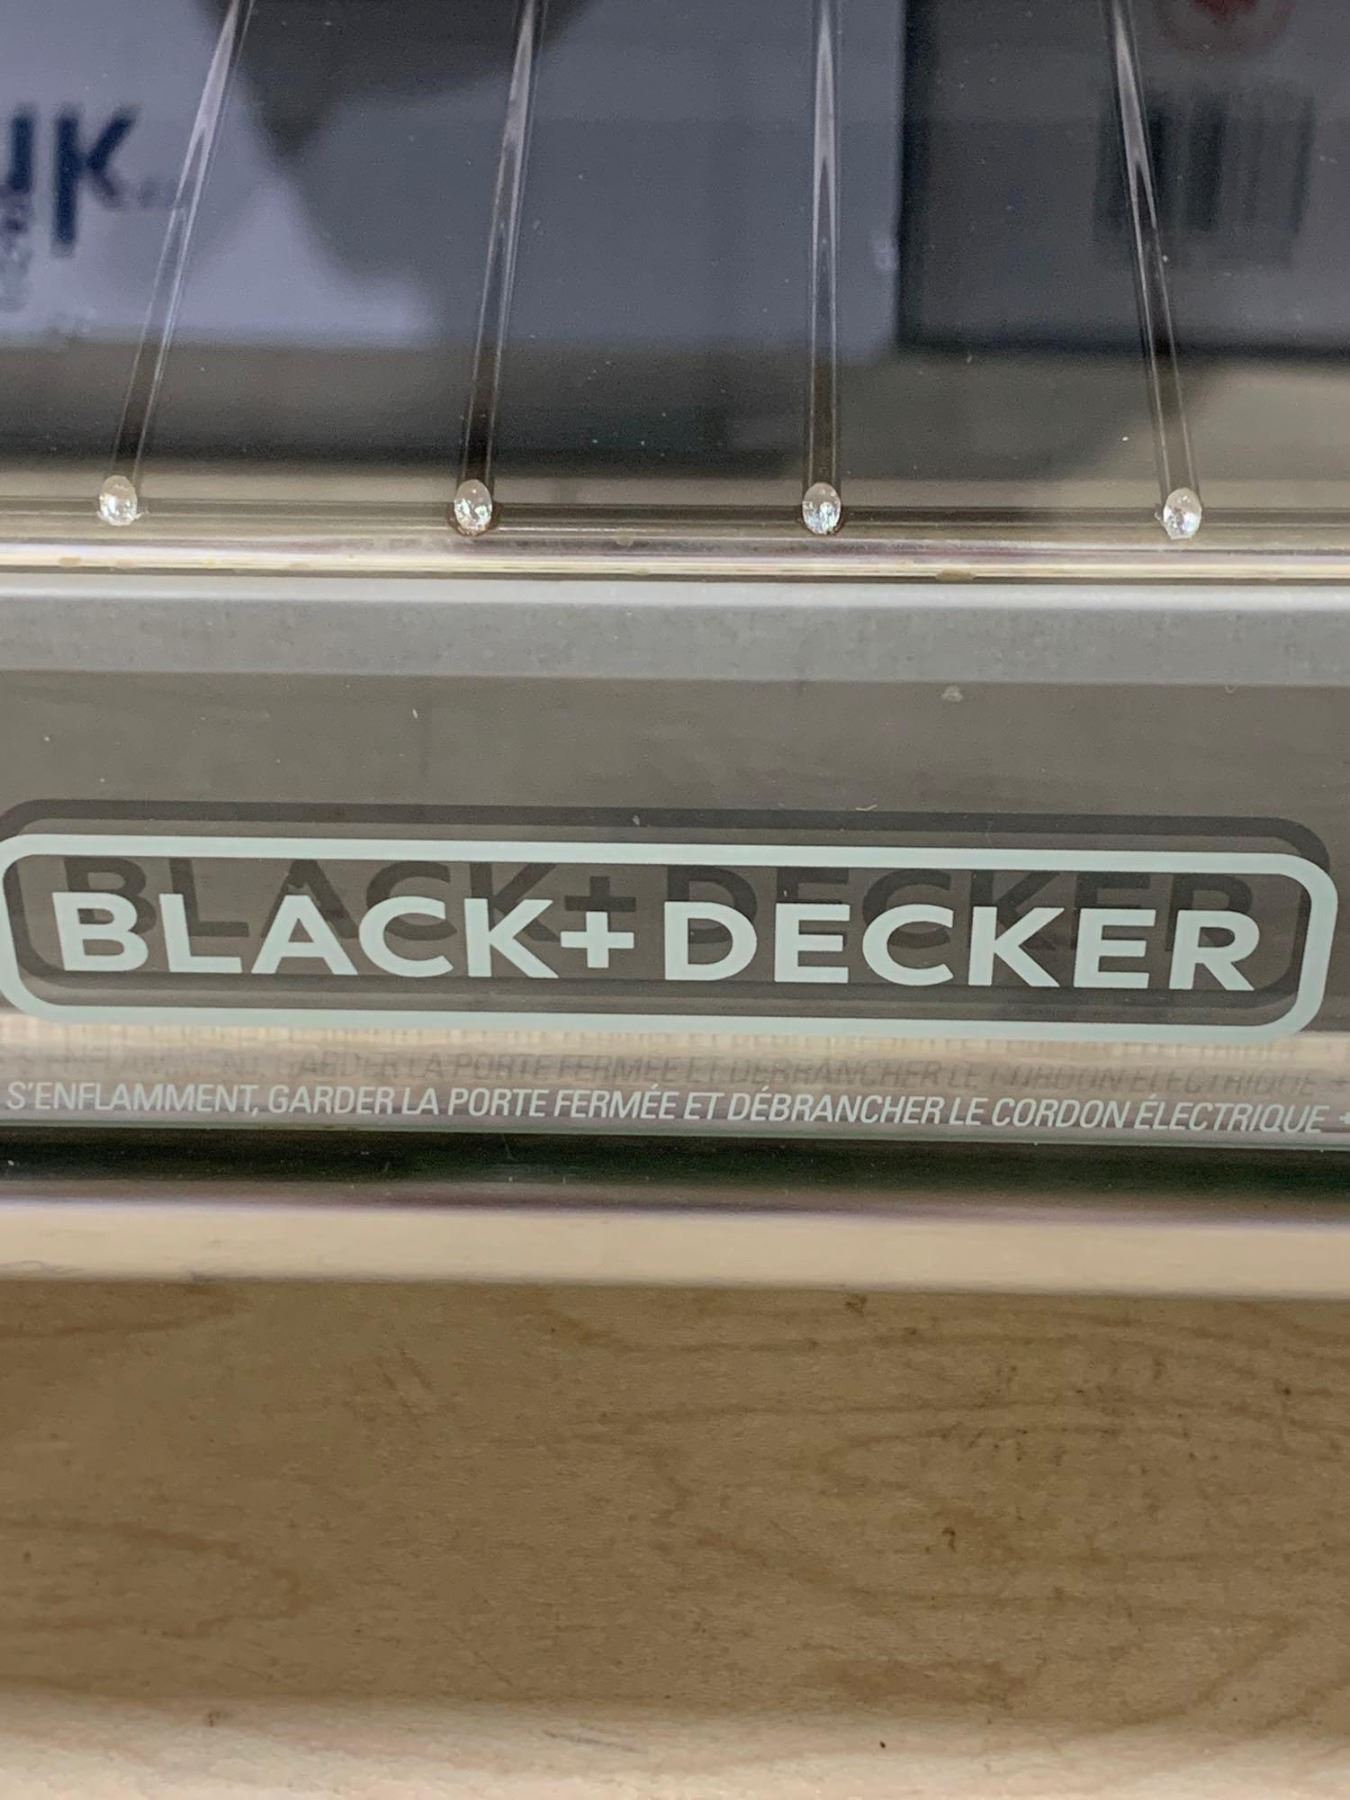 BLACK+DECKER
S'ENFLAMMENT, GARDER LA PORTE FERMÉE ET DÉBRANCHER LE CORDON ÉLECTRIQUE +